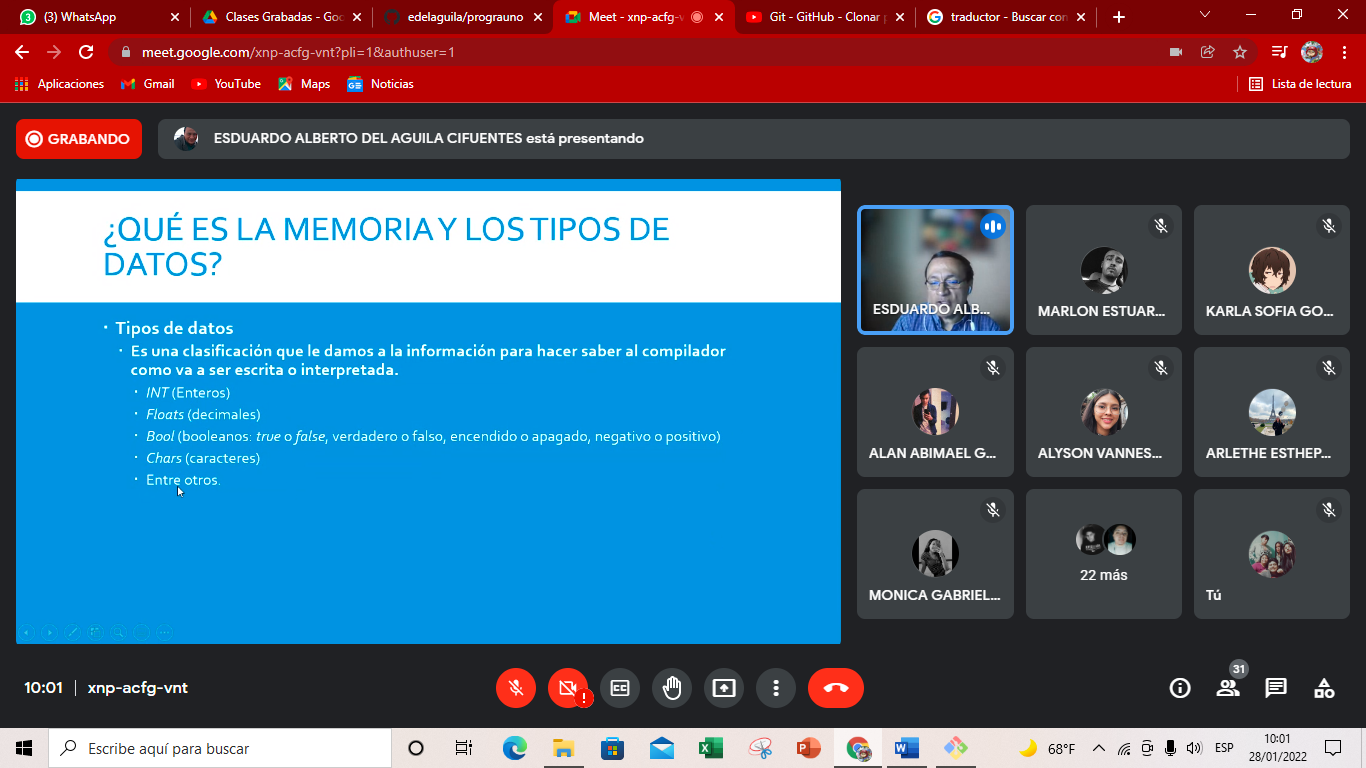 (3) WhatsApp
Clases Grabadas - Goo
edelaguila/prograuno
Meet - xnp-acfg-v
Git - GitHub - Clonar
traductor - Buscar con
meet.google.com/xnp-acfg-vnt?pli=1&authuser=1
Aplicaciones
Gmail
YouTube
Maps
Noticias
Lista de lectura
GRABANDO
ESDUARDO ALBERTO DEL AGUILA CIFUENTES está presentando
¿QUÉ ES LA MEMORIA Y LOS TIPOS DE
DATOS?
• Tipos de datos
• Es una clasificación que le damos a la información para hacer saber al compilador
como va a ser escrita o interpretada.
• INT (Enteros)
• Floats (decimales)
• Bool (booleanos: true o false, verdadero o falso, encendido o apagado, negativo o positivo)
• Chars (caracteres)
• Entre otros.
ESDUARDO ALB...
MARLON ESTUAR...
KARLA SOFIA GO...
ALAN ABIMAEL G...
ALYSON VANNES...
ARLETHE ESTHEP...
MONICA GABRIEL...
22 más
Tú
10:01 | xnp-acfg-vnt
31
Escribe aquí para buscar
68°F
ESP
10:01
28/01/2022